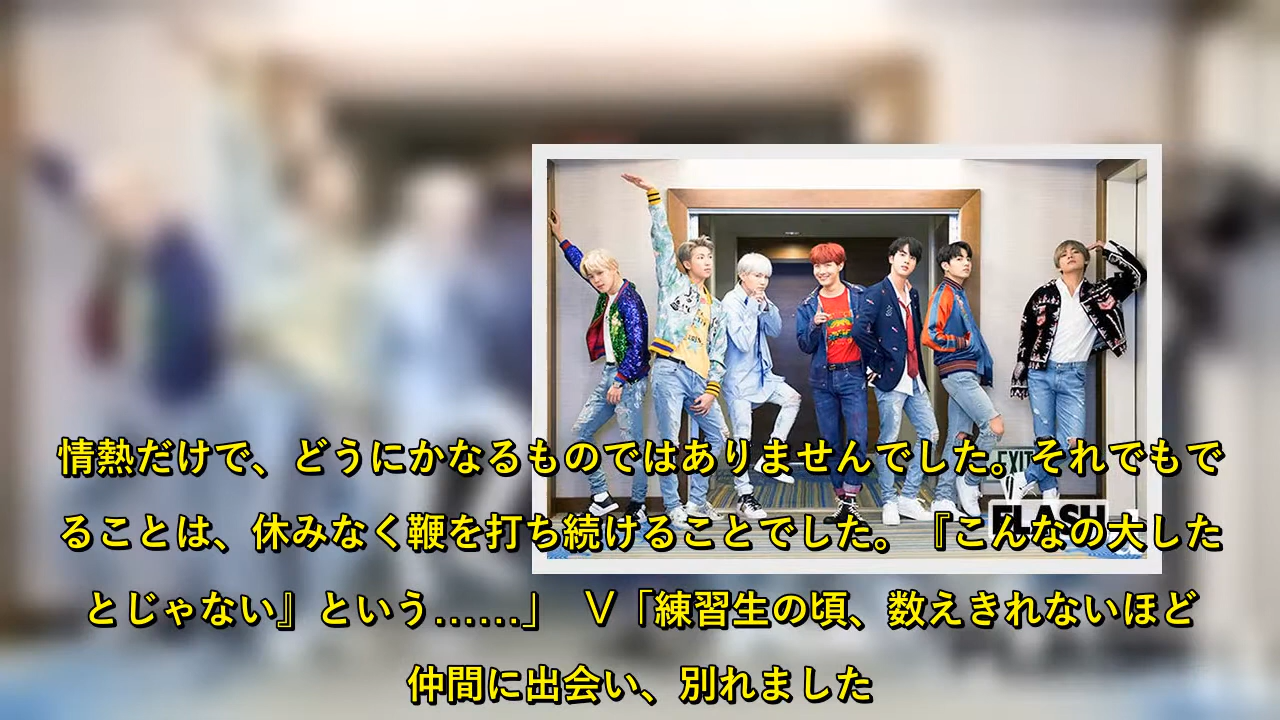 EXIT
FLASH
情熱だけで、どうにかなるものではありませんでした。それでもで
ることは、休みなく鞭を打ち続けることでした。『こんなの大した
とじゃない』という……」　V「練習生の頃、数えきれないほど
仲間に出会い、別れました